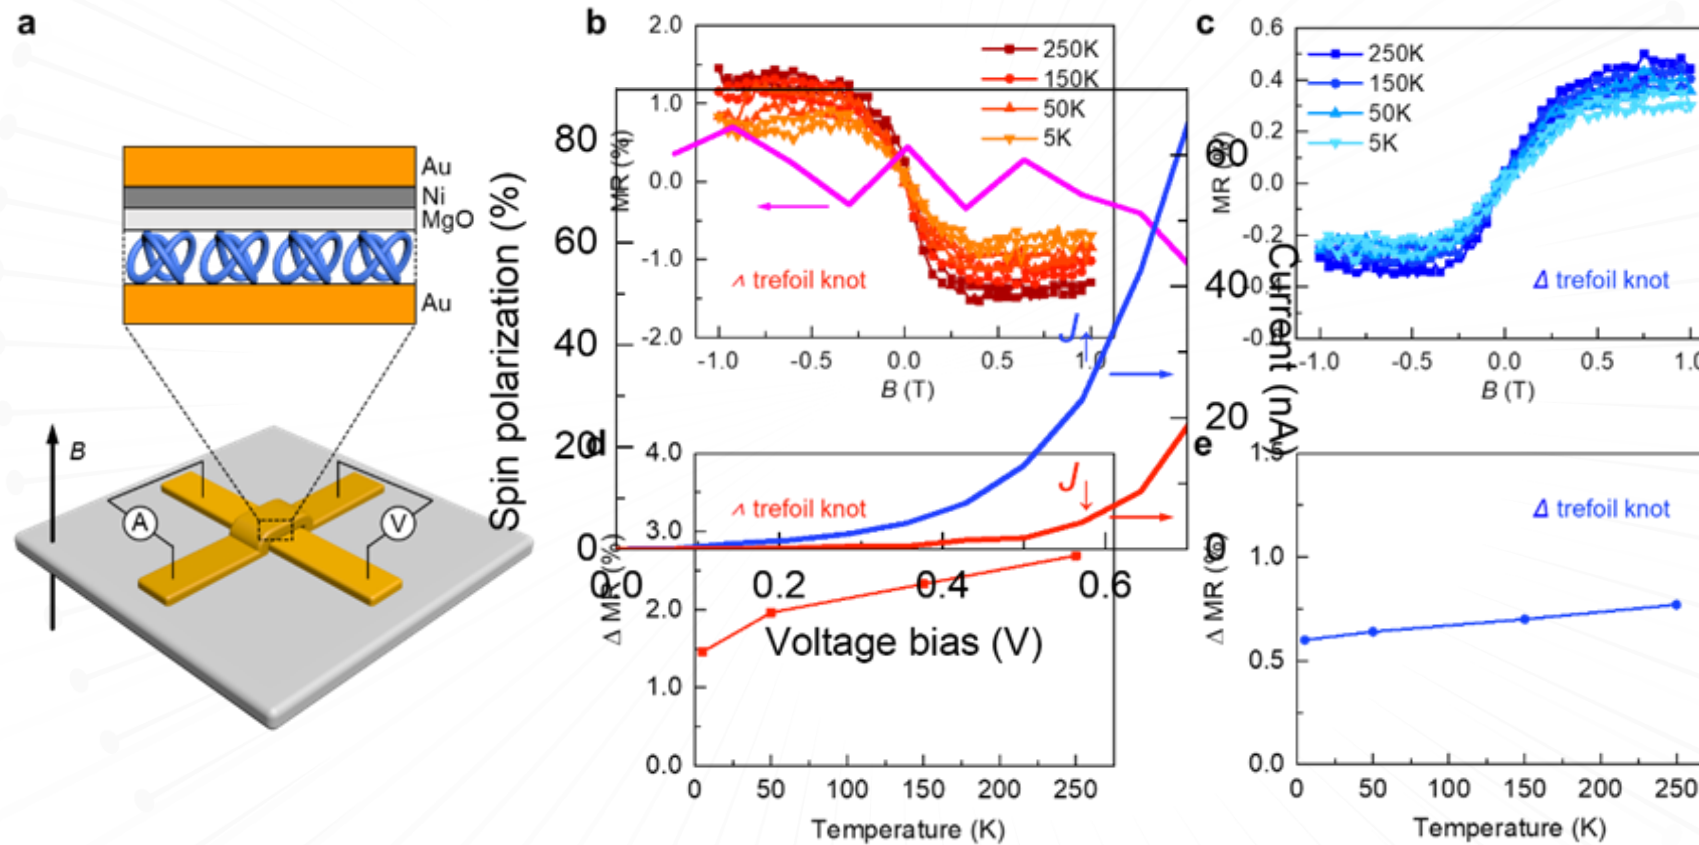 a
Au
Ni
MgO
Au
B
A
V
b
2.0
1.0
0.0
-1.0
-2.0
MR (%)
250K
150K
50K
5K
Λ trefoil knot
-1.0
-0.5
0.0
0.5
1.0
B (T)
c
0.6
0.4
0.2
0.0
-0.2
MR (%)
250K
150K
50K
5K
Δ trefoil knot
-1.0
-0.5
0.0
0.5
1.0
B (T)
Spin polarization (%)
80
60
40
20
0
J↑
J↓
60
40
20
0
Current (nA)
0.0
0.2
0.4
0.6
Voltage bias (V)
d
4.0
3.0
2.0
1.0
0.0
Δ MR (%)
Λ trefoil knot
0
50
100
150
200
250
Temperature (K)
e
1.0
0.5
0.0
Δ MR (%)
Δ trefoil knot
0
50
100
150
200
250
Temperature (K)